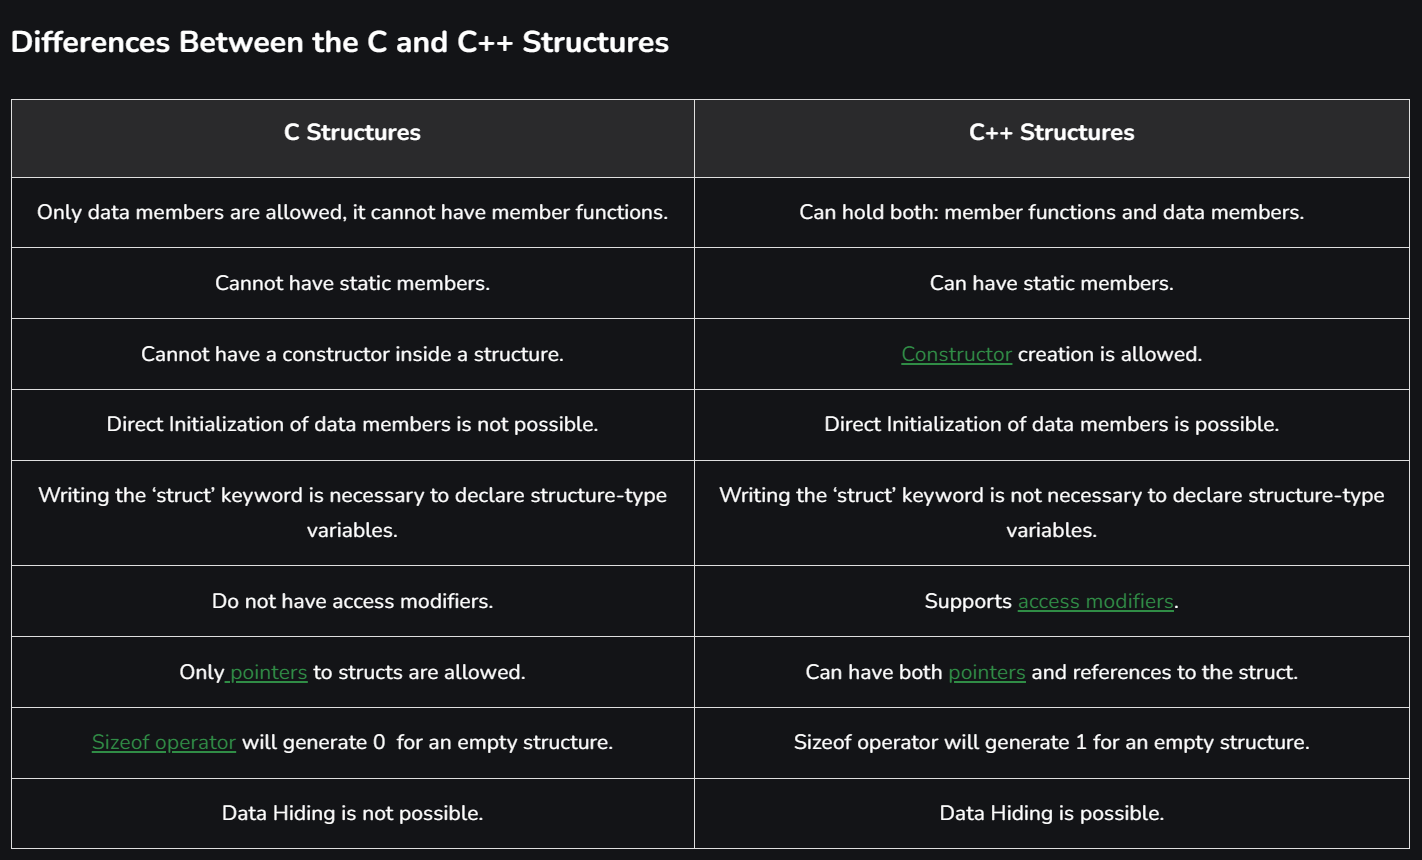 Differences Between the C and C++ Structures
C Structures
C++ Structures
Only data members are allowed, it cannot have member functions.
Can hold both: member functions and data members.
Cannot have static members.
Can have static members.
Cannot have a constructor inside a structure.
Constructor creation is allowed.
Direct Initialization of data members is not possible.
Direct Initialization of data members is possible.
Writing the ‘struct’ keyword is necessary to declare structure-type
variables.
Writing the ‘struct’ keyword is not necessary to declare structure-type
variables.
Do not have access modifiers.
Supports access modifiers.
Only pointers to structs are allowed.
Can have both pointers and references to the struct.
Sizeof operator will generate 0  for an empty structure.
Sizeof operator will generate 1 for an empty structure.
Data Hiding is not possible.
Data Hiding is possible.